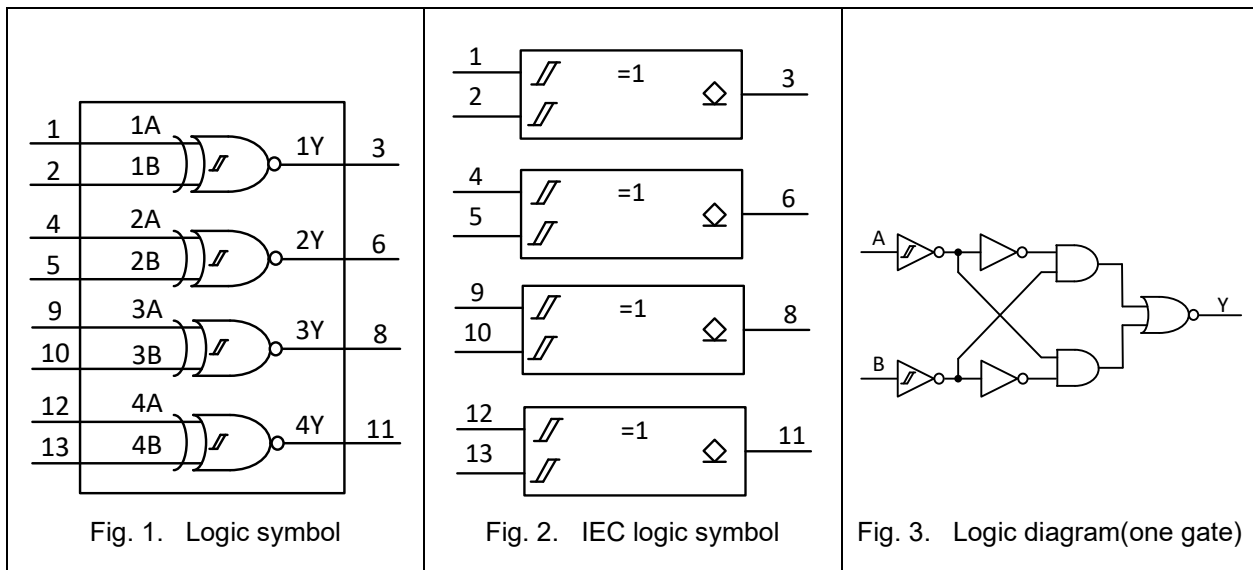 1 1A 1Y 3
2 1B
4 2A 2Y 6
5 2B
9 3A 3Y 8
10 3B
12 4A 4Y 11
13 4B
Fig. 1. Logic symbol
1 =1 3
2
4 =1 6
5
9 =1 8
10
12 =1 11
13
Fig. 2. IEC logic symbol
A
Y
B
Fig. 3. Logic diagram(one gate)